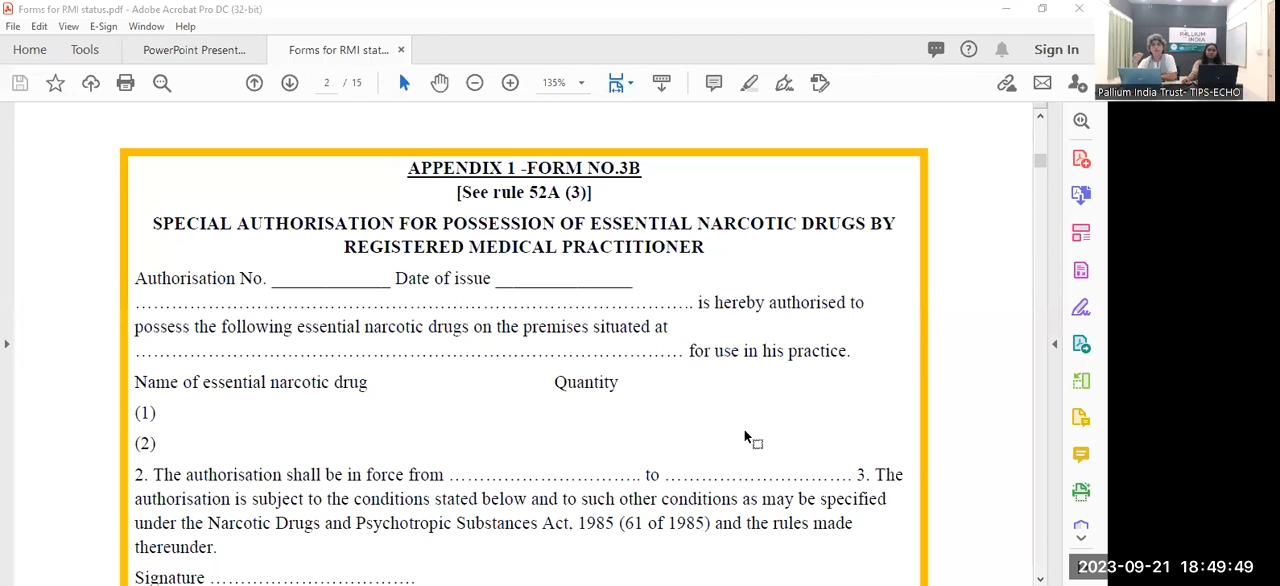 Forms for RMI status.pdf - Adobe Acrobat Pro DC (32-bit)
File Edit View E-Sign Window Help
Home Tools PowerPoint Present... Forms for RMI stat... × Sign In
2 / 15 135%
PALLIUM INDIA
Pallium India Trust- TIPS-ECHO
APPENDIX 1 -FORM NO.3B
[See rule 52A (3)]
SPECIAL AUTHORISATION FOR POSSESSION OF ESSENTIAL NARCOTIC DRUGS BY
REGISTERED MEDICAL PRACTITIONER
Authorisation No. _____________ Date of issue _______________
……………………………………………………………………………. is hereby authorised to
possess the following essential narcotic drugs on the premises situated at
…………………………………………………………………………… for use in his practice.
Name of essential narcotic drug Quantity
(1)
(2)
2. The authorisation shall be in force from ………………………….. to …………………………. 3. The
authorisation is subject to the conditions stated below and to such other conditions as may be specified
under the Narcotic Drugs and Psychotropic Substances Act, 1985 (61 of 1985) and the rules made
thereunder.
Signature …………………………….
2023-09-21 18:49:49